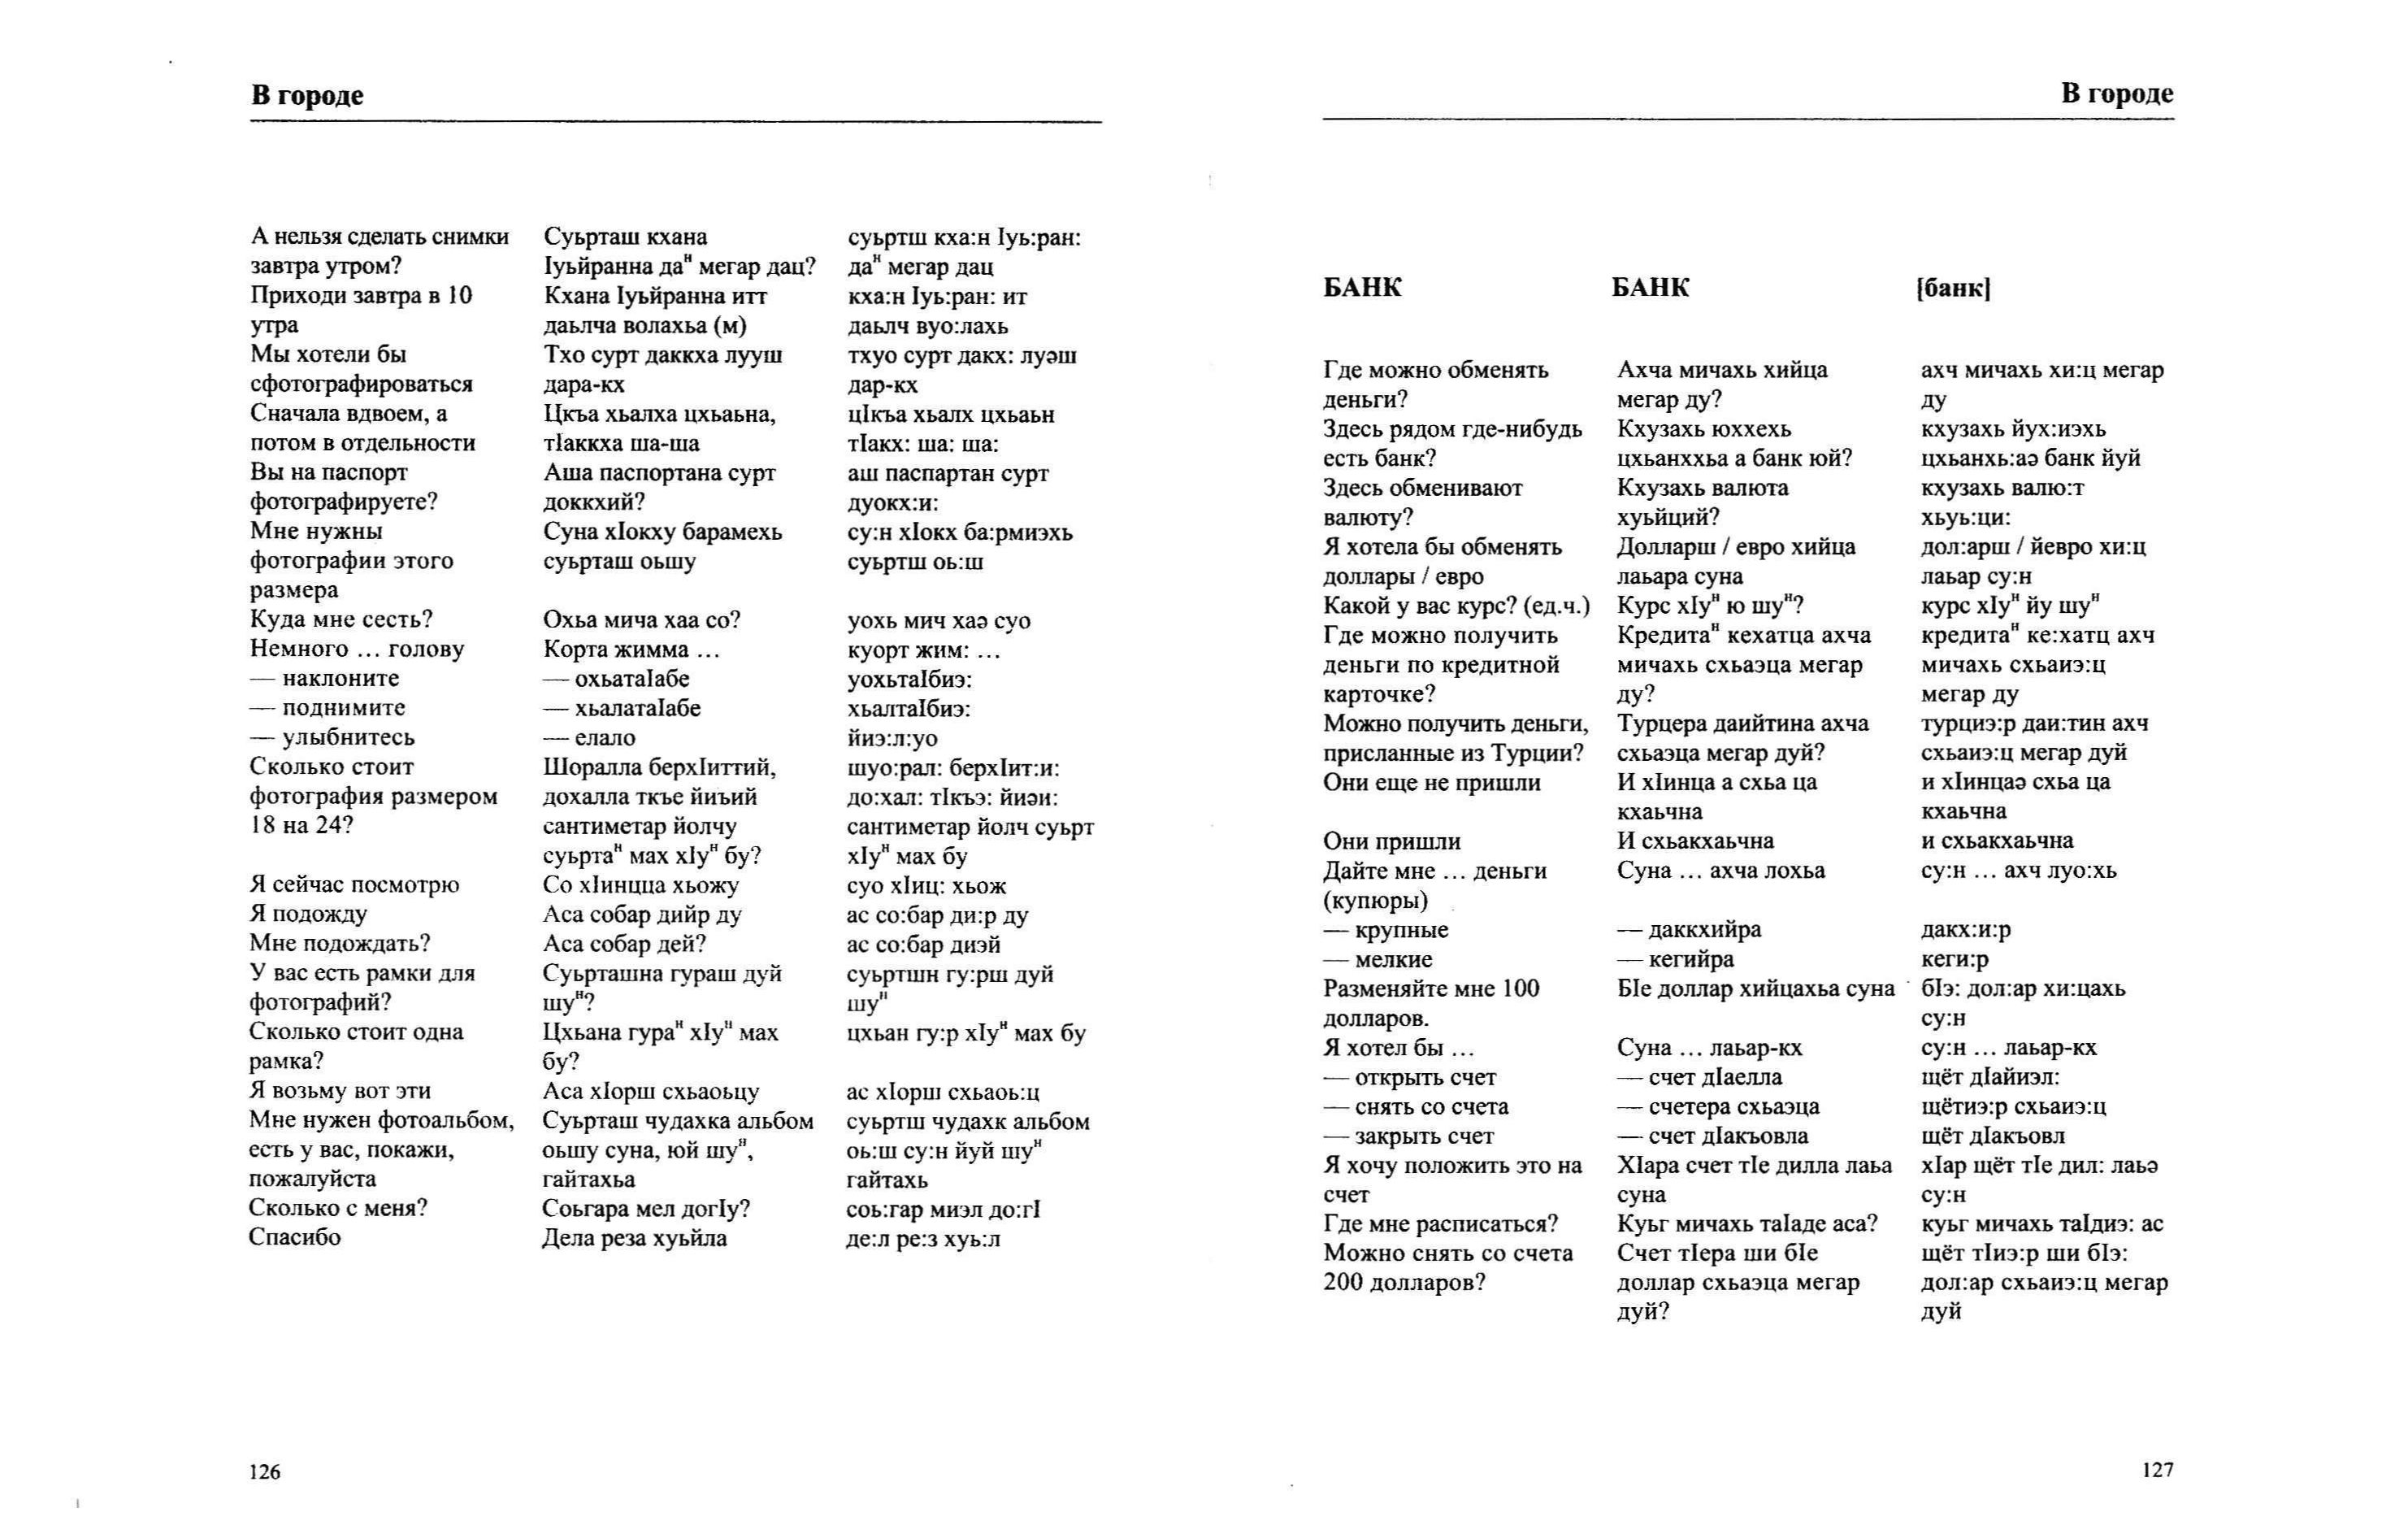 В городе
А нельзя сделать снимки Суьрташ кхана суьртш кха:н Iуь:ран:
завтра утром? Iуьйранна даᵸ мегар дац? даᵸ мегар дац
Приходи завтра в 10 Кхана Iуьйранна итт кха:н Iуь:ран: ит
утра даьлча волахьа (м) даьлч вуо:лахь
Мы хотели бы Тхо сурт даккха лууш тхуо сурт дакх: луэш
сфотографироваться дара-кх дар-кх
Сначала вдвоем, а Цкъа хьалха цхьаьна, цIкъа хьалх цхьаьн
потом в отдельности тIаккха ша-ша тIакх: ша: ша:
Вы на паспорт Аша паспортана сурт аш паспартан сурт
фотографируете? доккхий? дуокх:и:
Мне нужны Суна хIокху барамехь су:н хIокх ба:рмиэхь
фотографии этого суьрташ оьшу суьртш оь:ш
размера
Куда мне сесть? Охьа мича хаа со? уохь мич хаэ суо
Немного ... голову Корта жимма ... куорт жим: ...
— наклоните — охьатаIабе уохьтаIбиэ:
— поднимите — хьалатаIабе хьалтаIбиэ:
— улыбнитесь — елало йиэ:л:уо
Сколько стоит Шоралла берхIиттий, шуо:рал: берхIит:и:
фотография размером дохалла ткъе йиъий до:хал: тIкъэ: йиэи:
18 на 24? сантиметар йолчу сантиметар йолч суьрт
суьртаᵸ мах хIуᵸ бу? хIуᵸ мах бу
Я сейчас посмотрю Со хIинцца хьожу суо хIиц: хьож
Я подожду Аса собар дийр ду ас со:бар ди:р ду
Мне подождать? Аса собар дей? ас со:бар диэй
У вас есть рамки для Суьрташна гураш дуй суьртшн гу:рш дуй
фотографий? шуᵸ? шуᵸ
Сколько стоит одна Цхьана гураᵸ хIуᵸ мах цхьан гу:р хIуᵸ мах бу
рамка? бу?
Я возьму вот эти Аса хIорш схьаоьцу ас хIорш схьаоь:ц
Мне нужен фотоальбом, Суьрташ чудахка альбом суьртш чудахк альбом
есть у вас, покажи, оьшу суна, юй шуᵸ, оь:ш су:н йуй шуᵸ
пожалуйста гайтахьа гайтахь
Сколько с меня? Соьгара мел догIу? соь:гар миэл до:гI
Спасибо Дела реза хуьйла де:л ре:з хуь:л
126
В городе
БАНК БАНК [банк]
Где можно обменять Ахча мичахь хийца ахч мичахь хи:ц мегар
деньги? мегар ду? ду
Здесь рядом где-нибудь Кхузахь юххехь кхузахь йух:иэхь
есть банк? цхьанххьа а банк юй? цхьанхь:аэ банк йуй
Здесь обменивают Кхузахь валюта кхузахь валю:т
валюту? хуьйций? хьуь:ци:
Я хотела бы обменять Долларш / евро хийца дол:арш / йевро хи:ц
доллары / евро лаьара суна лаьар су:н
Какой у вас курс? (ед.ч.) Курс хIуᵸ ю шуᵸ? курс хIуᵸ йу шуᵸ
Где можно получить Кредитаᵸ кехатца ахча кредитаᵸ ке:хатц ахч
деньги по кредитной мичахь схьаэца мегар мичахь схьаиэ:ц
карточке? ду? мегар ду
Можно получить деньги, Турцера даийтина ахча турциэ:р даи:тин ахч
присланные из Турции? схьаэца мегар дуй? схьаиэ:ц мегар дуй
Они еще не пришли И хIинца а схьа ца и хIинцаэ схьа ца
кхаьчна кхаьчна
Они пришли И схьакхаьчна и схьакхаьчна
Дайте мне ... деньги Суна ... ахча лохьа су:н ... ахч луо:хь
(купюры)
— крупные — даккхийра дакх:и:р
— мелкие — кегийра кеги:р
Разменяйте мне 100 БIе доллар хийцахьа суна бIэ: дол:ар хи:цахь
долларов. су:н
Я хотел бы ... Суна ... лаьар-кх су:н ... лаьар-кх
— открыть счет — счет дIаелла щёт дIайиэл:
— снять со счета — счетера схьаэца щётиэ:р схьаиэ:ц
— закрыть счет — счет дIакъовла щёт дIакъовл
Я хочу положить это на ХIара счет тIе дилла лаьа хIар щёт тIе дил: лаьэ
счет суна су:н
Где мне расписаться? Куьг мичахь таIаде аса? куьг мичахь таIдиэ: ас
Можно снять со счета Счет тIера ши бIе щёт тIиэ:р ши бIэ:
200 долларов? доллар схьаэца мегар дол:ар схьаиэ:ц мегар
дуй? дуй
127